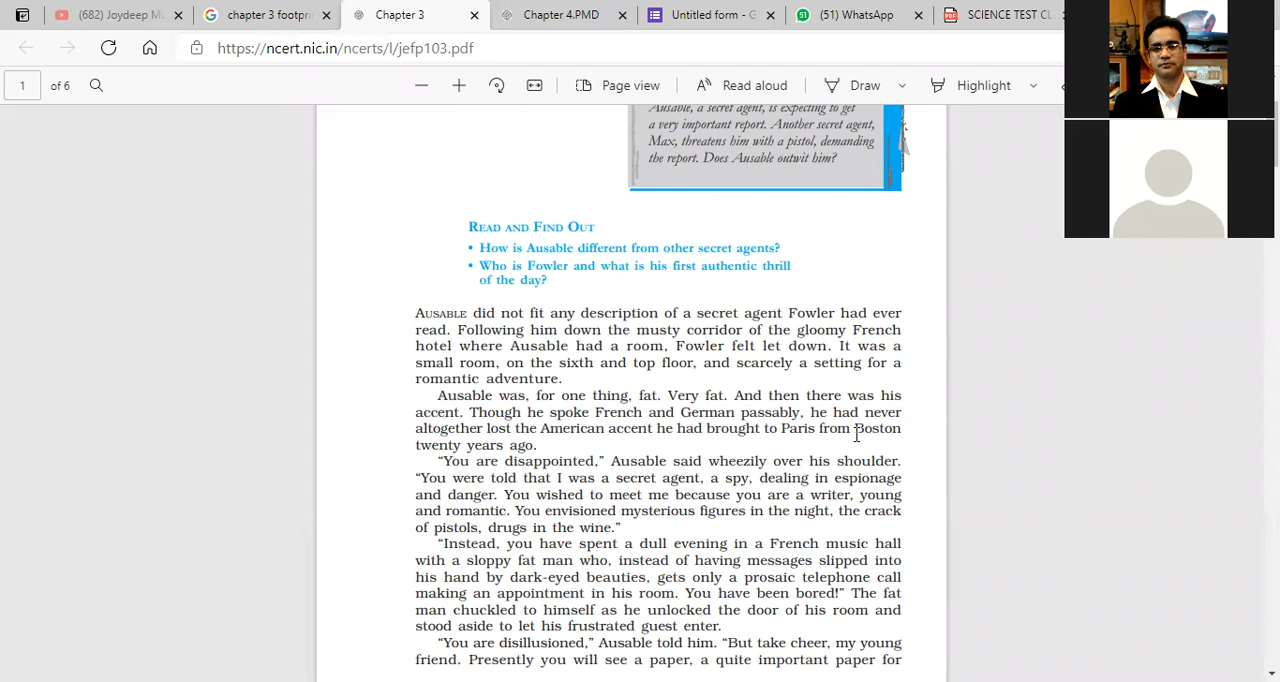 (682) Joydeep M
chapter 3 footpri
Chapter 3
Chapter 4.PMD
Untitled form - G
(51) WhatsApp
SCIENCE TEST CL
https://ncert.nic.in/ncerts/l/jefp103.pdf
1 of 6
Page view
Read aloud
Draw
Highlight
Ausable, a secret agent, is expecting to get
a very important report. Another secret agent,
Max, threatens him with a pistol, demanding
the report. Does Ausable outwit him?
READ AND FIND OUT
• How is Ausable different from other secret agents?
• Who is Fowler and what is his first authentic thrill
of the day?
AUSABLE did not fit any description of a secret agent Fowler had ever
read. Following him down the musty corridor of the gloomy French
hotel where Ausable had a room, Fowler felt let down. It was a
small room, on the sixth and top floor, and scarcely a setting for a
romantic adventure.
Ausable was, for one thing, fat. Very fat. And then there was his
accent. Though he spoke French and German passably, he had never
altogether lost the American accent he had brought to Paris from Boston
twenty years ago.
“You are disappointed,” Ausable said wheezily over his shoulder.
“You were told that I was a secret agent, a spy, dealing in espionage
and danger. You wished to meet me because you are a writer, young
and romantic. You envisioned mysterious figures in the night, the crack
of pistols, drugs in the wine.”
“Instead, you have spent a dull evening in a French music hall
with a sloppy fat man who, instead of having messages slipped into
his hand by dark-eyed beauties, gets only a prosaic telephone call
making an appointment in his room. You have been bored!” The fat
man chuckled to himself as he unlocked the door of his room and
stood aside to let his frustrated guest enter.
“You are disillusioned,” Ausable told him. “But take cheer, my young
friend. Presently you will see a paper, a quite important paper for